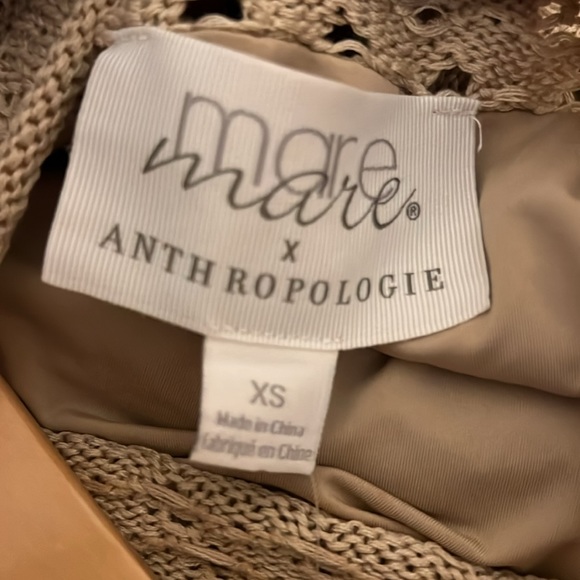 mare
mare®
x
ANTHROPOLOGIE
XS
Made in China
Fabriqué en Chine